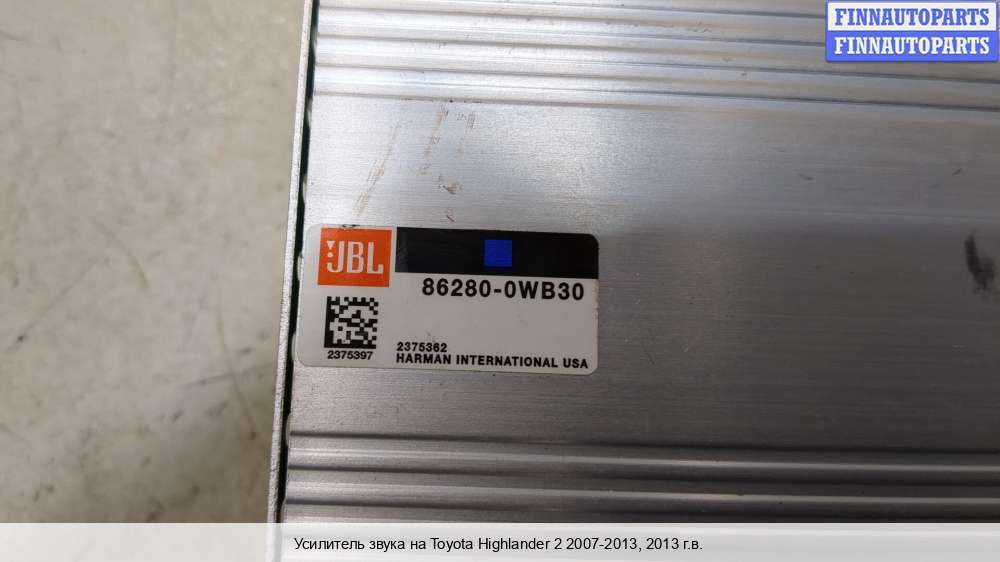 FINNAUTOPARTS
FINNAUTOPARTS
JBL
86280-0WB30
2375397
2375362
HARMAN INTERNATIONAL USA
Усилитель звука на Toyota Highlander 2 2007-2013, 2013 г.в.